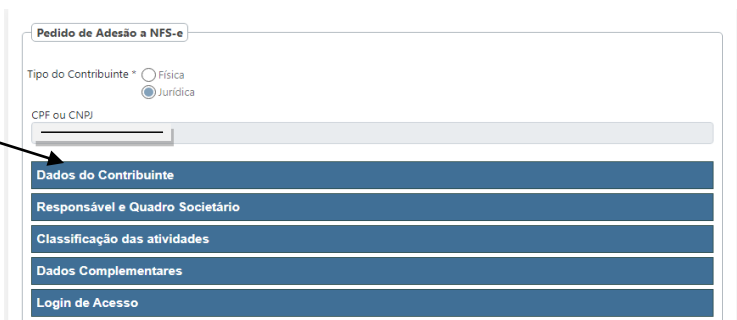 Pedido de Adesão a NFS-e
Tipo do Contribuinte * Física
Jurídica
CPF ou CNPJ
Dados do Contribuinte
Responsável e Quadro Societário
Classificação das atividades
Dados Complementares
Login de Acesso